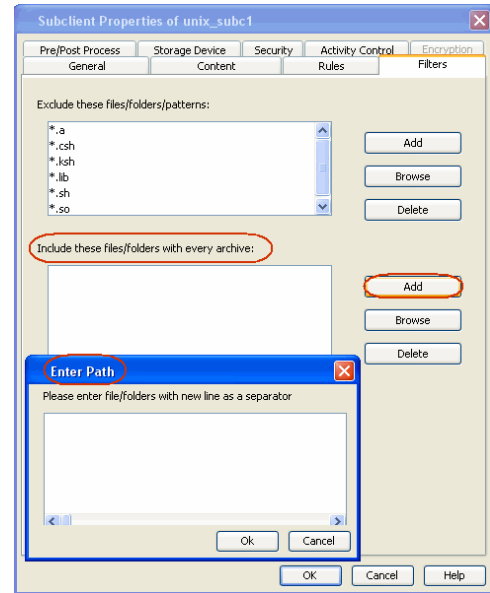 Subclient Properties of unix_subc1
Pre/Post Process Storage Device Security Activity Control Encryption
General Content Rules Filters
Exclude these files/folders/patterns:
*.a
*.csh
*.ksh
*.lib
*.sh
*.so
Add
Browse
Delete
Include these files/folders with every archive:
Add
Browse
Delete
Enter Path
Please enter file/folders with new line as a separator
Ok Cancel
OK Cancel Help